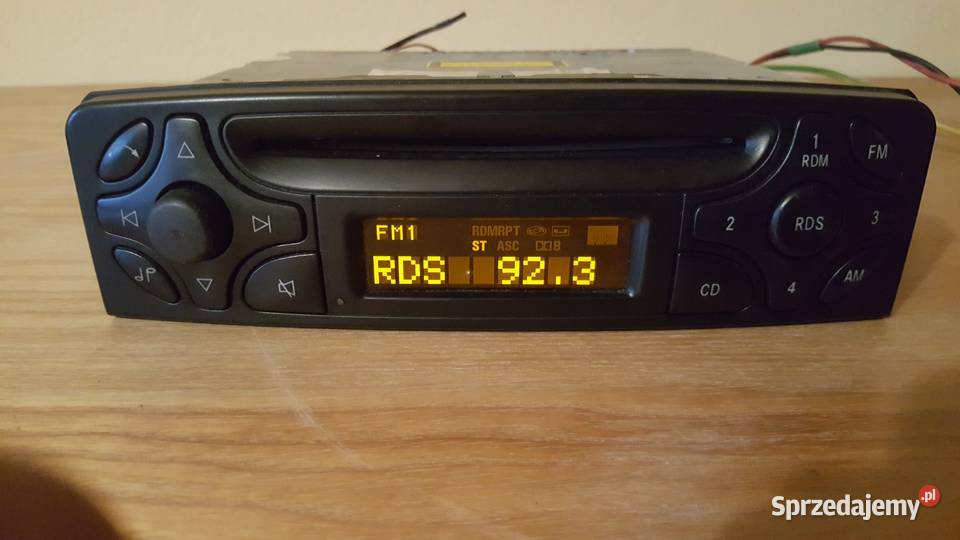 1
RDM
FM
2
RDS
3
FM1
RDMRPT
ST ASC
B
RDS 92.3
CD
4
AM
Sprzedajemy.pl